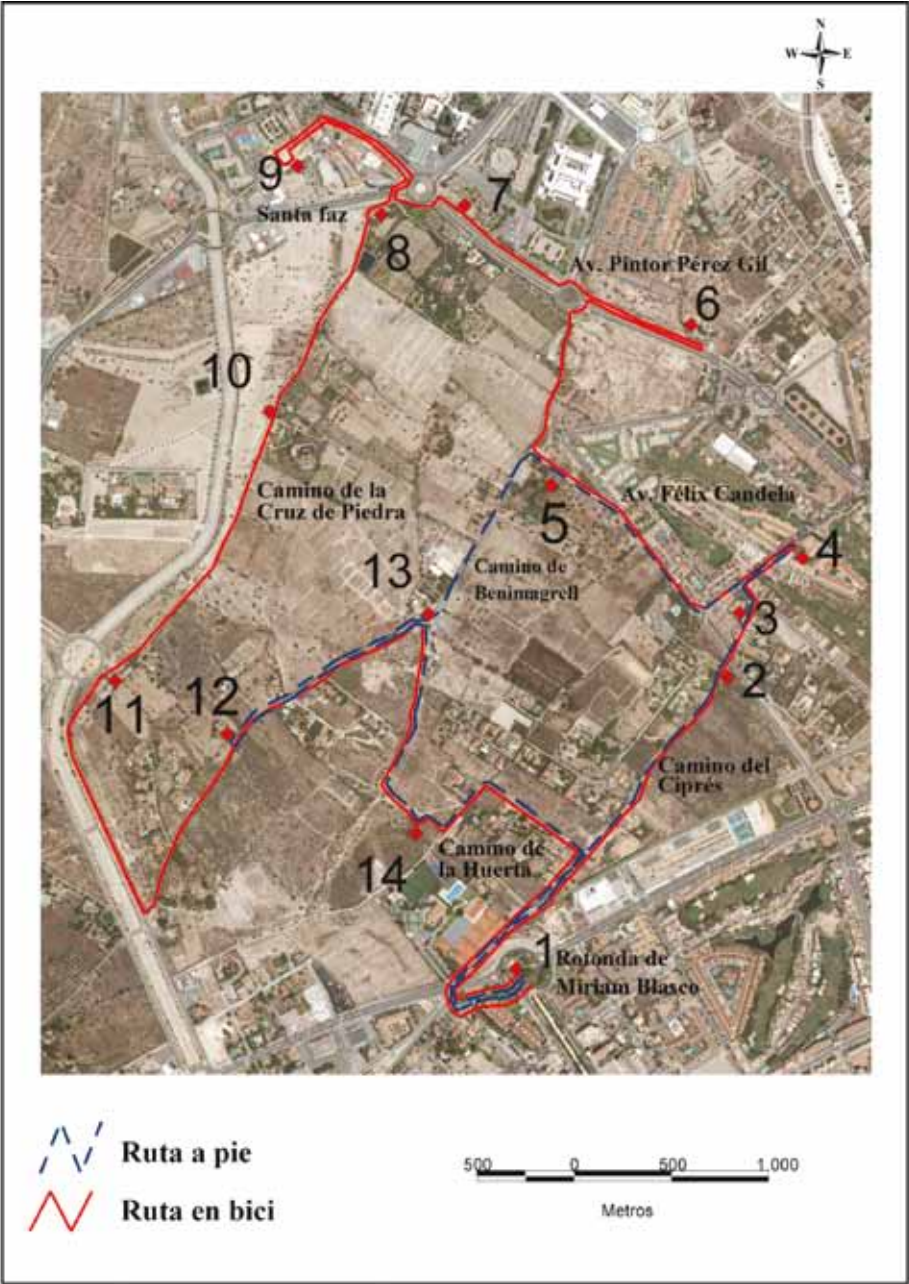 N
W E
S
9
7
Santa faz
8
Av. Pintor Pérez Gil
6
10
Camino de la
Cruz de Piedra
Av. Félix Candela
5
4
13
Camino de
Benimagrell
3
2
11
12
Camino del
Ciprés
14
Camino de
la Huerta
1
Rotonda de
Miriam Blasco
Ruta a pie
Ruta en bici
500 0 500 1.000
Metros